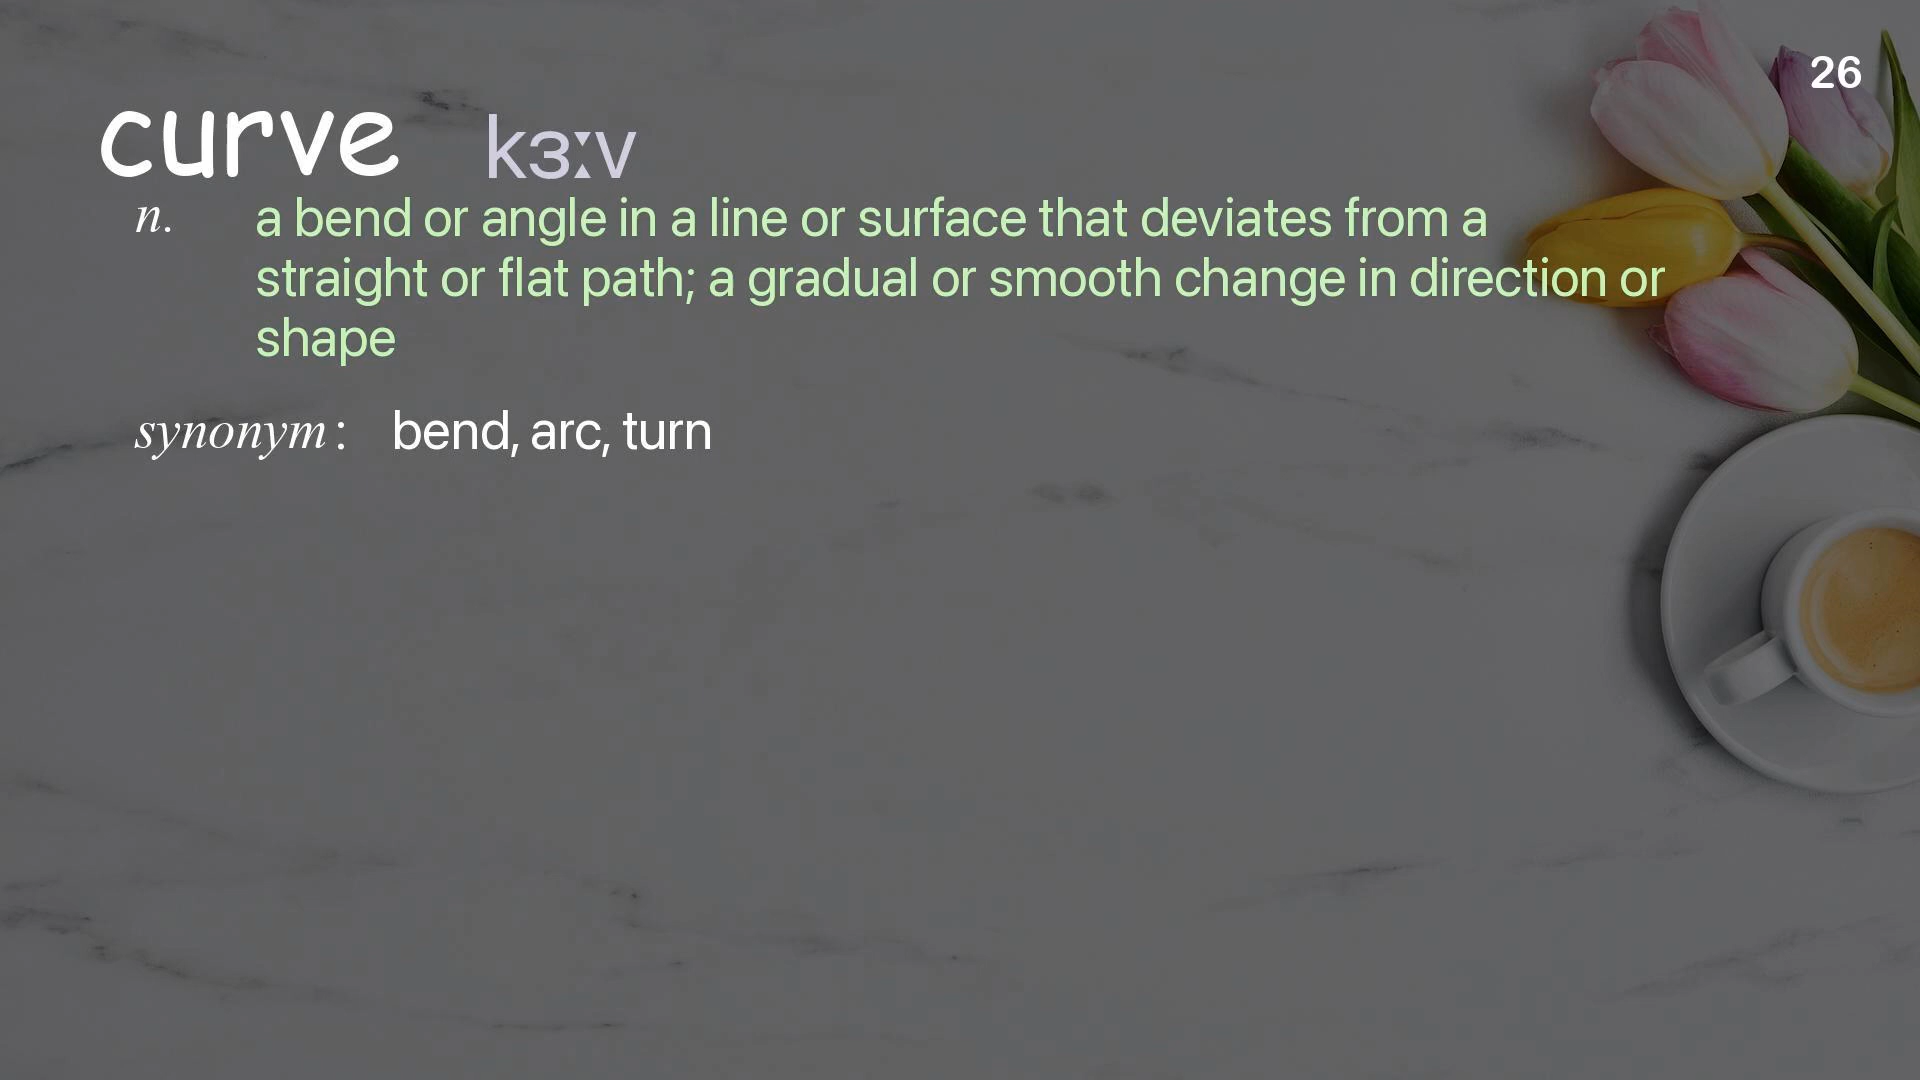 26
curve kɜːv
n. a bend or angle in a line or surface that deviates from a
straight or flat path; a gradual or smooth change in direction or
shape
synonym : bend, arc, turn